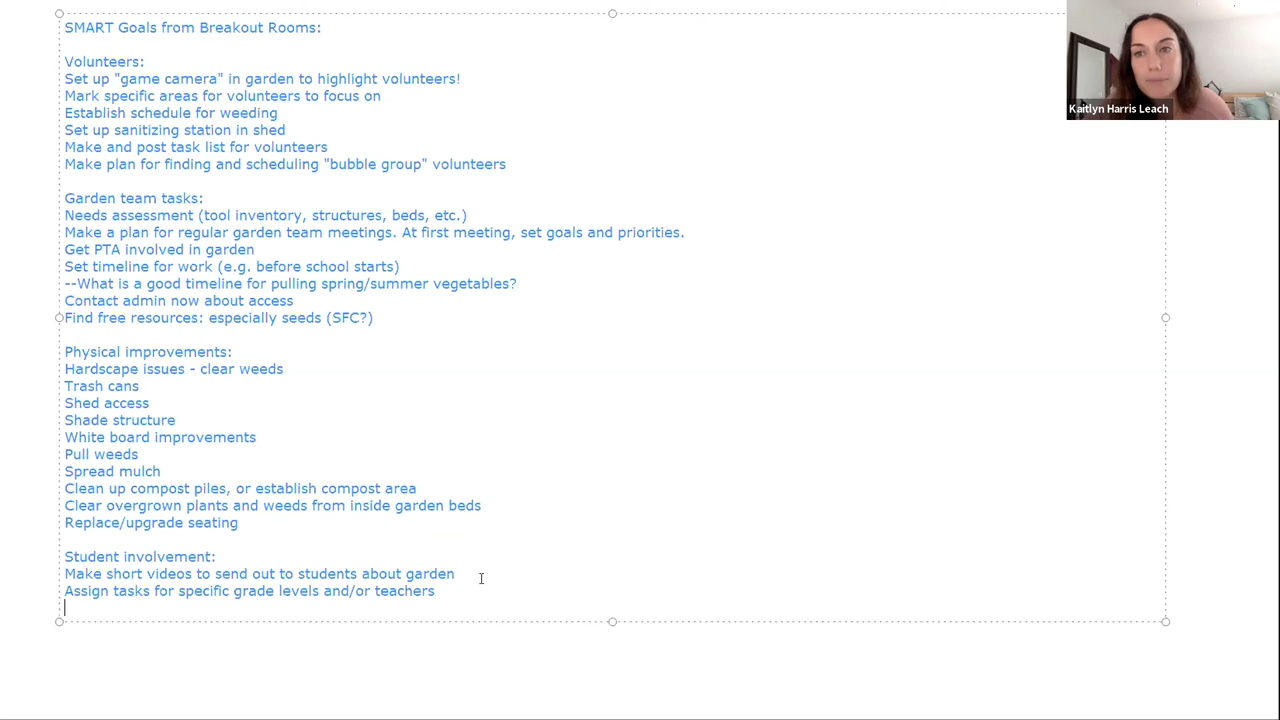 SMART Goals from Breakout Rooms:
Volunteers:
Set up "game camera" in garden to highlight volunteers!
Mark specific areas for volunteers to focus on
Establish schedule for weeding
Set up sanitizing station in shed
Make and post task list for volunteers
Make plan for finding and scheduling "bubble group" volunteers
Garden team tasks:
Needs assessment (tool inventory, structures, beds, etc.)
Make a plan for regular garden team meetings. At first meeting, set goals and priorities.
Get PTA involved in garden
Set timeline for work (e.g. before school starts)
--What is a good timeline for pulling spring/summer vegetables?
Contact admin now about access
Find free resources: especially seeds (SFC?)
Physical improvements:
Hardscape issues - clear weeds
Trash cans
Shed access
Shade structure
White board improvements
Pull weeds
Spread mulch
Clean up compost piles, or establish compost area
Clear overgrown plants and weeds from inside garden beds
Replace/upgrade seating
Student involvement:
Make short videos to send out to students about garden
Assign tasks for specific grade levels and/or teachers
Kaitlyn Harris Leach